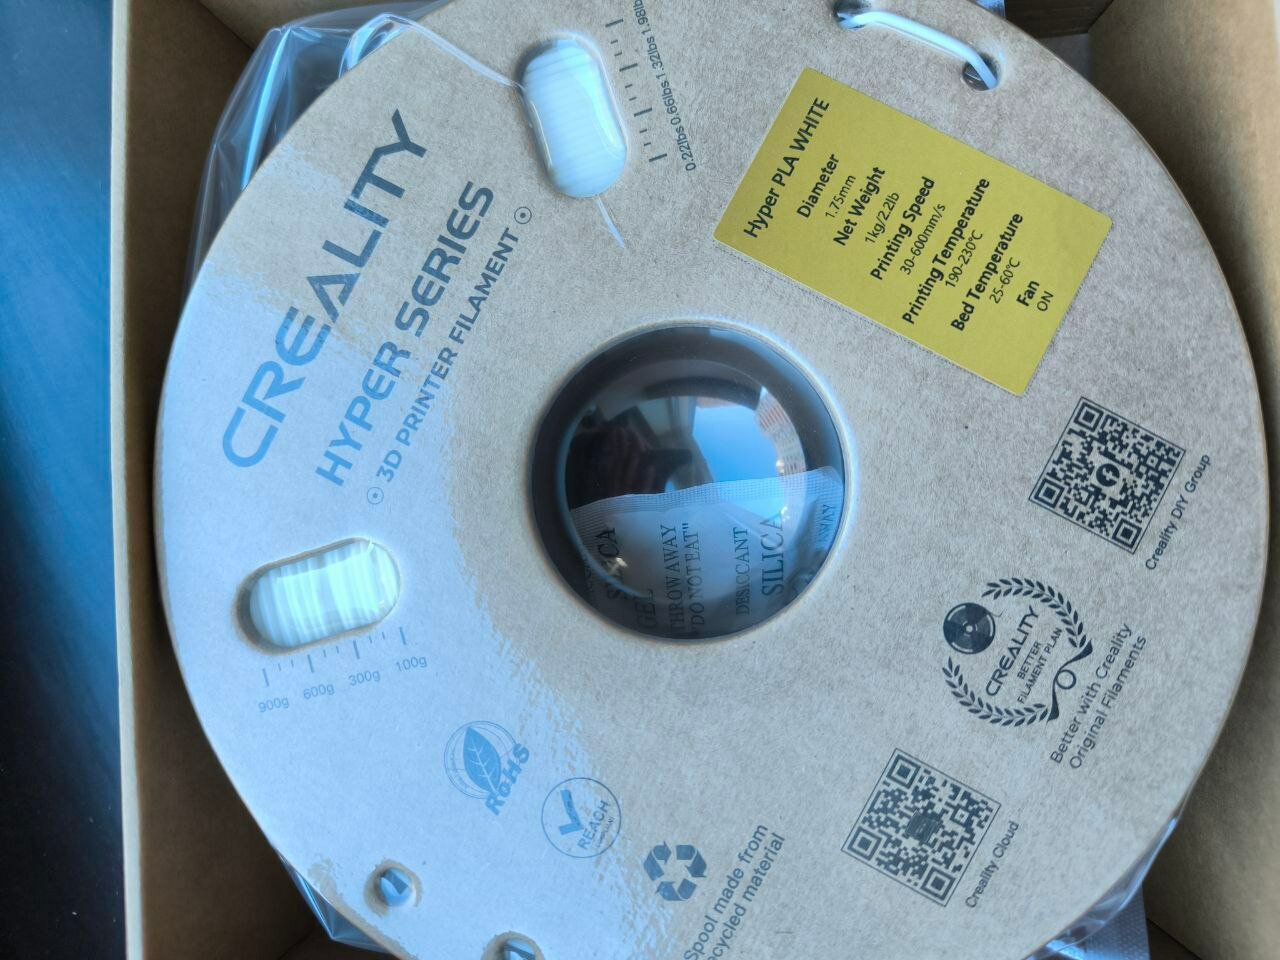 CREALITY
HYPER SERIES
3D PRINTER FILAMENT
0.22lbs 0.66lbs 1.32lbs 1.98lbs
Hyper PLA WHITE
Diameter
1.75mm
Net Weight
1kg/2.2lb
Printing Speed
30-600mm/s
Printing Temperature
190-230℃
Bed Temperature
25-60℃
Fan
ON
Creality DIY Group
GEL
THROW AWAY
"DO NOT EAT"
DESICCANT
SILICA
900g 600g 300g 100g
CREALITY
BETTER
FILAMENT PLAN
Better with Creality
Original Filaments
RoHS
REACH
Creality Cloud
Spool made from
recycled material